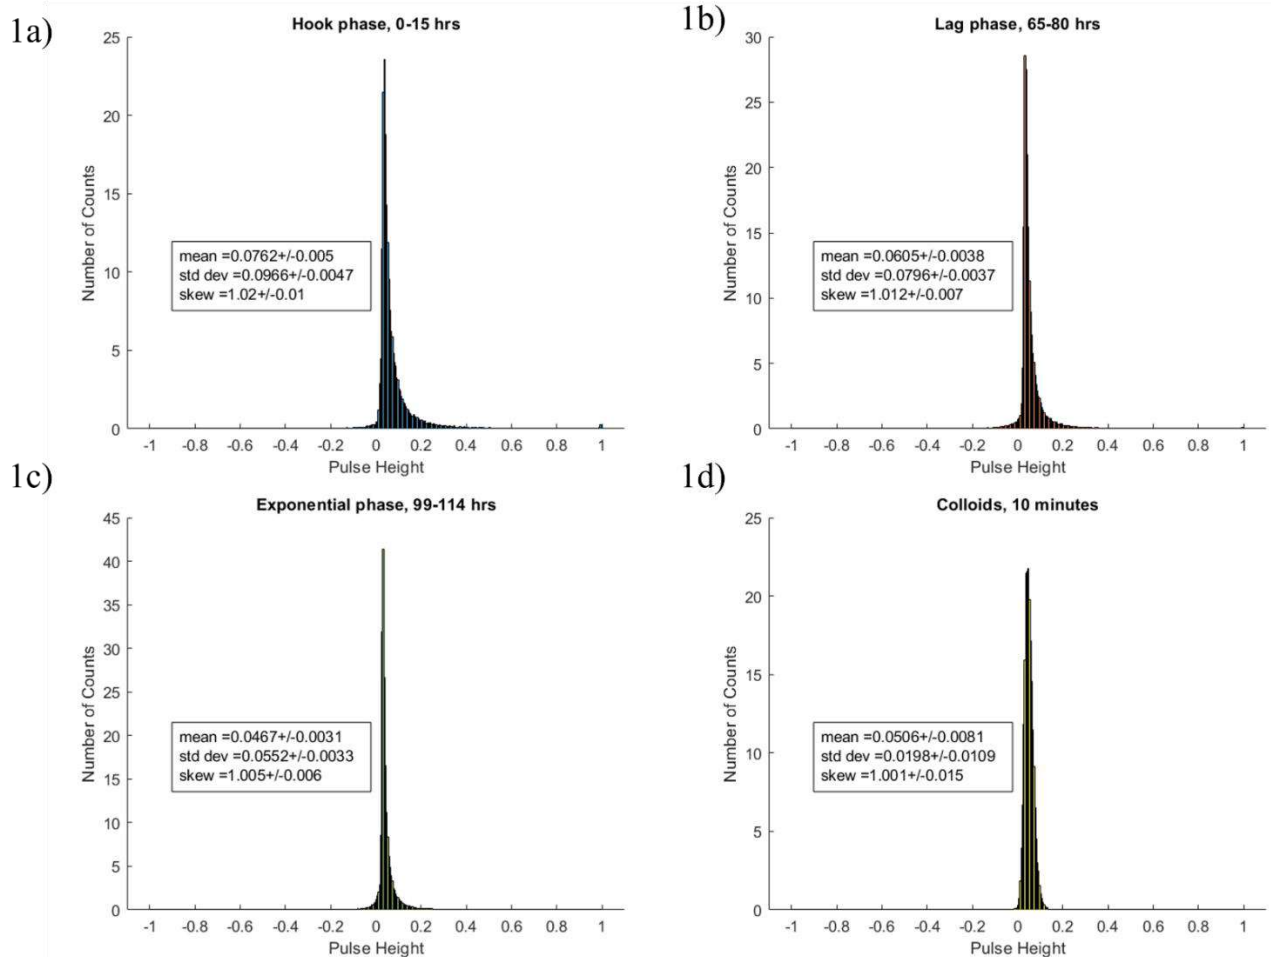 1a)
Hook phase, 0-15 hrs
25
20
15
10
5
0
Number of Counts
mean =0.0762+/-0.005
std dev =0.0966+/-0.0047
skew =1.02+/-0.01
-1 -0.8 -0.6 -0.4 -0.2 0 0.2 0.4 0.6 0.8 1
Pulse Height
1b)
Lag phase, 65-80 hrs
30
25
20
15
10
5
0
Number of Counts
mean =0.0605+/-0.0038
std dev =0.0796+/-0.0037
skew =1.012+/-0.007
-1 -0.8 -0.6 -0.4 -0.2 0 0.2 0.4 0.6 0.8 1
Pulse Height
1c)
Exponential phase, 99-114 hrs
45
40
35
30
25
20
15
10
5
0
Number of Counts
mean =0.0467+/-0.0031
std dev =0.0552+/-0.0033
skew =1.005+/-0.006
-1 -0.8 -0.6 -0.4 -0.2 0 0.2 0.4 0.6 0.8 1
Pulse Height
1d)
Colloids, 10 minutes
25
20
15
10
5
0
Number of Counts
mean =0.0506+/-0.0081
std dev =0.0198+/-0.0109
skew =1.001+/-0.015
-1 -0.8 -0.6 -0.4 -0.2 0 0.2 0.4 0.6 0.8 1
Pulse Height